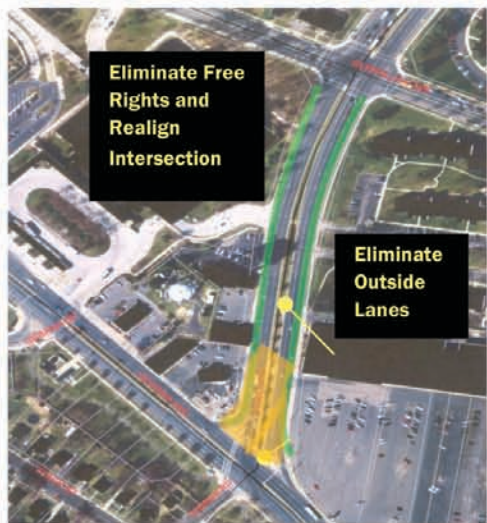 Eliminate Free
Rights and
Realign
Intersection
Eliminate
Outside
Lanes